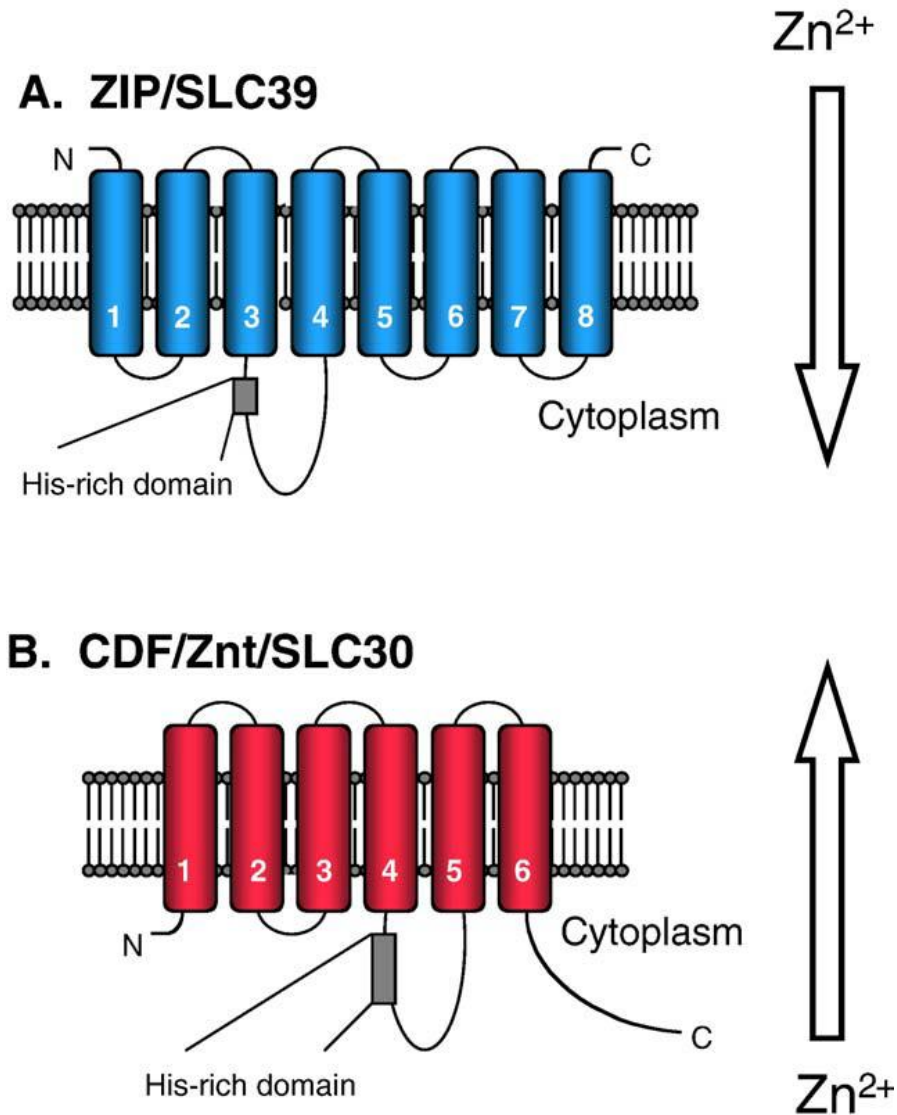 Zn²⁺
A. ZIP/SLC39
N
C
1 2 3 4 5 6 7 8
Cytoplasm
His-rich domain
B. CDF/Znt/SLC30
1 2 3 4 5 6
N
Cytoplasm
C
His-rich domain
Zn²⁺